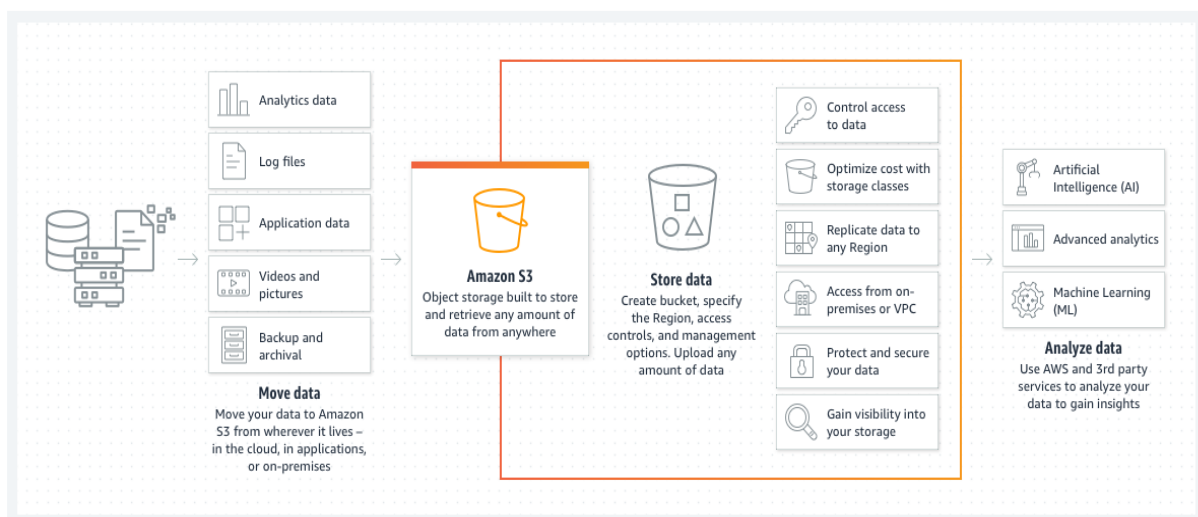 Analytics data
Log files
Application data
Videos and
pictures
Backup and
archival
Move data
Move your data to Amazon
S3 from wherever it lives –
in the cloud, in applications,
or on-premises
Amazon S3
Object storage built to store
and retrieve any amount of
data from anywhere
Store data
Create bucket, specify
the Region, access
controls, and management
options. Upload any
amount of data
Control access
to data
Optimize cost with
storage classes
Replicate data to
any Region
Access from on-
premises or VPC
Protect and secure
your data
Gain visibility into
your storage
Artificial
Intelligence (AI)
Advanced analytics
Machine Learning
(ML)
Analyze data
Use AWS and 3rd party
services to analyze your
data to gain insights